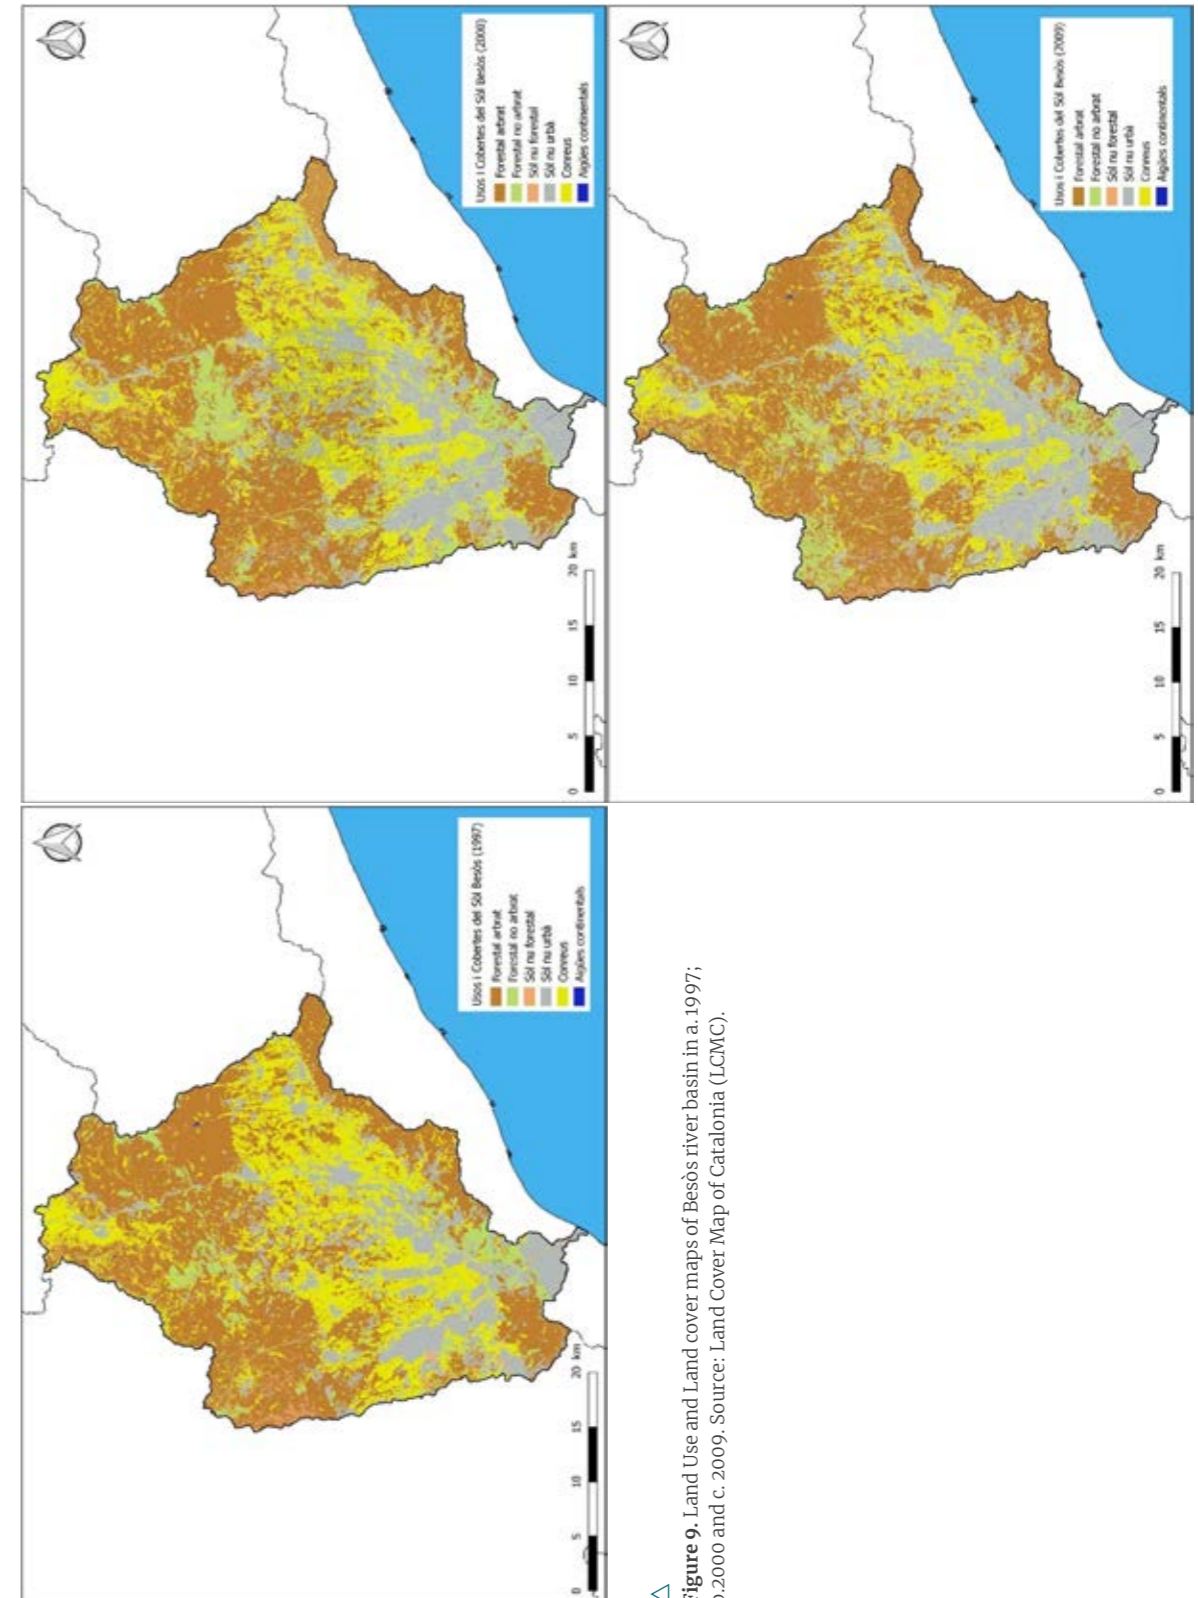 Usos i Cobertes del Sòl Besòs (1997)
Forestal arbrat
Forestal no arbrat
Sòl nu forestal
Sòl nu urbà
Conreus
Aigües continentals
0 5 10 15 20 km
Usos i Cobertes del Sòl Besòs (2000)
Forestal arbrat
Forestal no arbrat
Sòl nu forestal
Sòl nu urbà
Conreus
Aigües continentals
0 5 10 15 20 km
Usos i Cobertes del Sòl Besòs (2009)
Forestal arbrat
Forestal no arbrat
Sòl nu forestal
Sòl nu urbà
Conreus
Aigües continentals
0 5 10 15 20 km
Figure 9. Land Use and Land cover maps of Besòs river basin in a. 1997;
b.2000 and c. 2009. Source: Land Cover Map of Catalonia (LCMC).